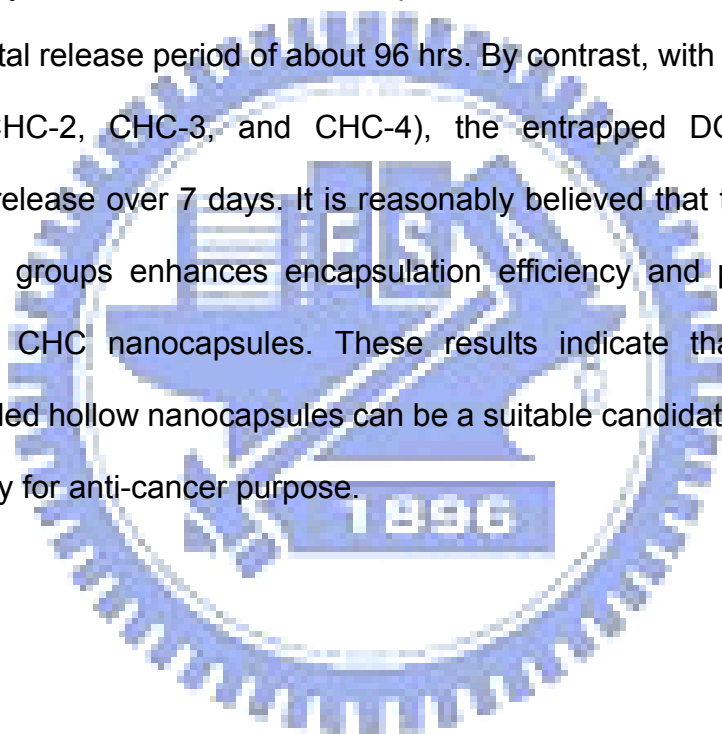 tal release period of about 96 hrs. By contrast, with
CHC-2, CHC-3, and CHC-4), the entrapped DO
release over 7 days. It is reasonably believed that t
groups enhances encapsulation efficiency and p
CHC nanocapsules. These results indicate tha
led hollow nanocapsules can be a suitable candidat
y for anti-cancer purpose.
ES
1896